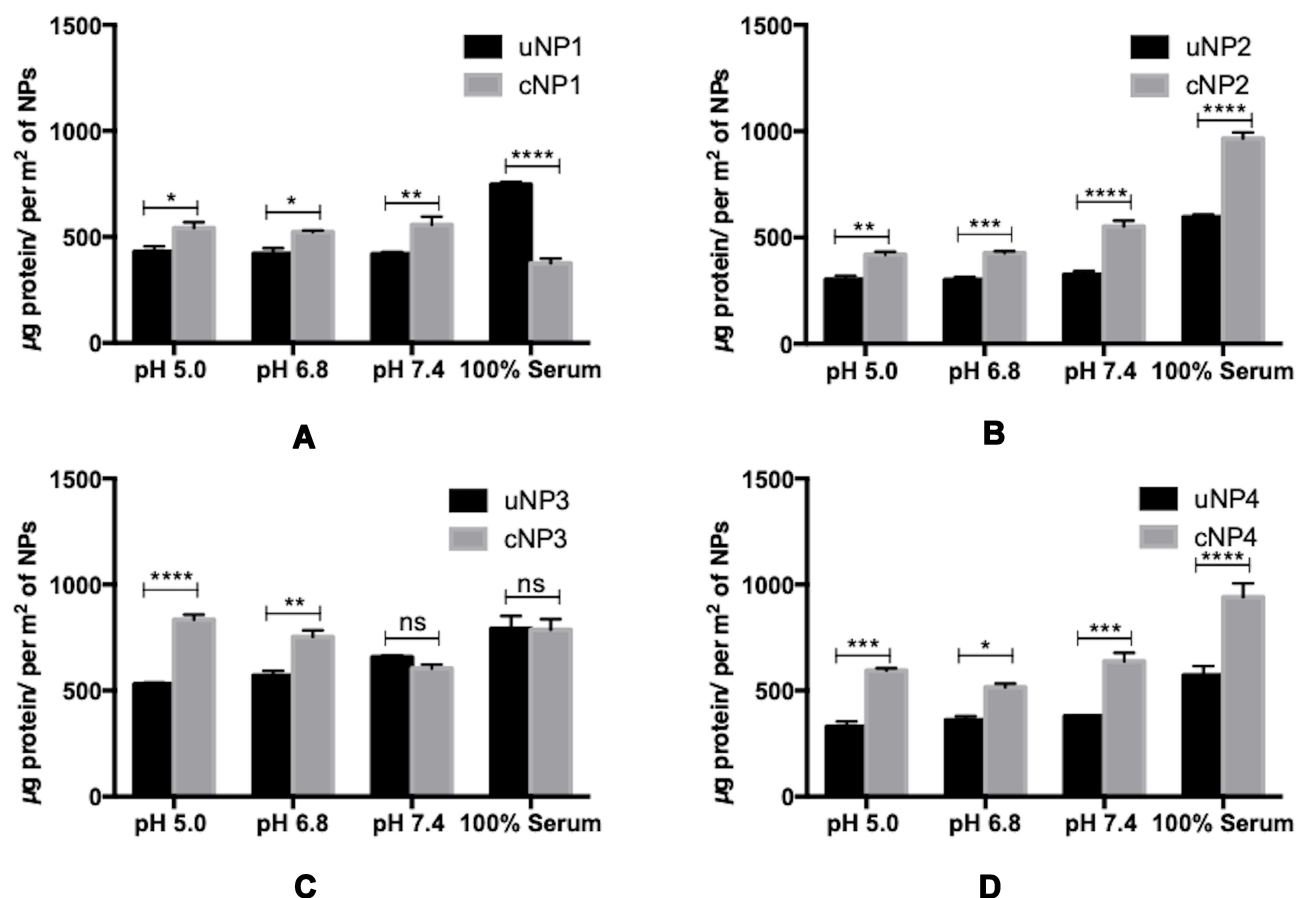 1500
1000
500
0
µg protein/ per m² of NPs
uNP1
cNP1
*
*
**
****
pH 5.0 pH 6.8 pH 7.4 100% Serum
A
1500
1000
500
0
µg protein/ per m² of NPs
uNP2
cNP2
**
***
****
****
pH 5.0 pH 6.8 pH 7.4 100% Serum
B
1500
1000
500
0
µg protein/ per m² of NPs
uNP3
cNP3
****
**
ns
ns
pH 5.0 pH 6.8 pH 7.4 100% Serum
C
1500
1000
500
0
µg protein/ per m² of NPs
uNP4
cNP4
***
*
***
****
pH 5.0 pH 6.8 pH 7.4 100% Serum
D